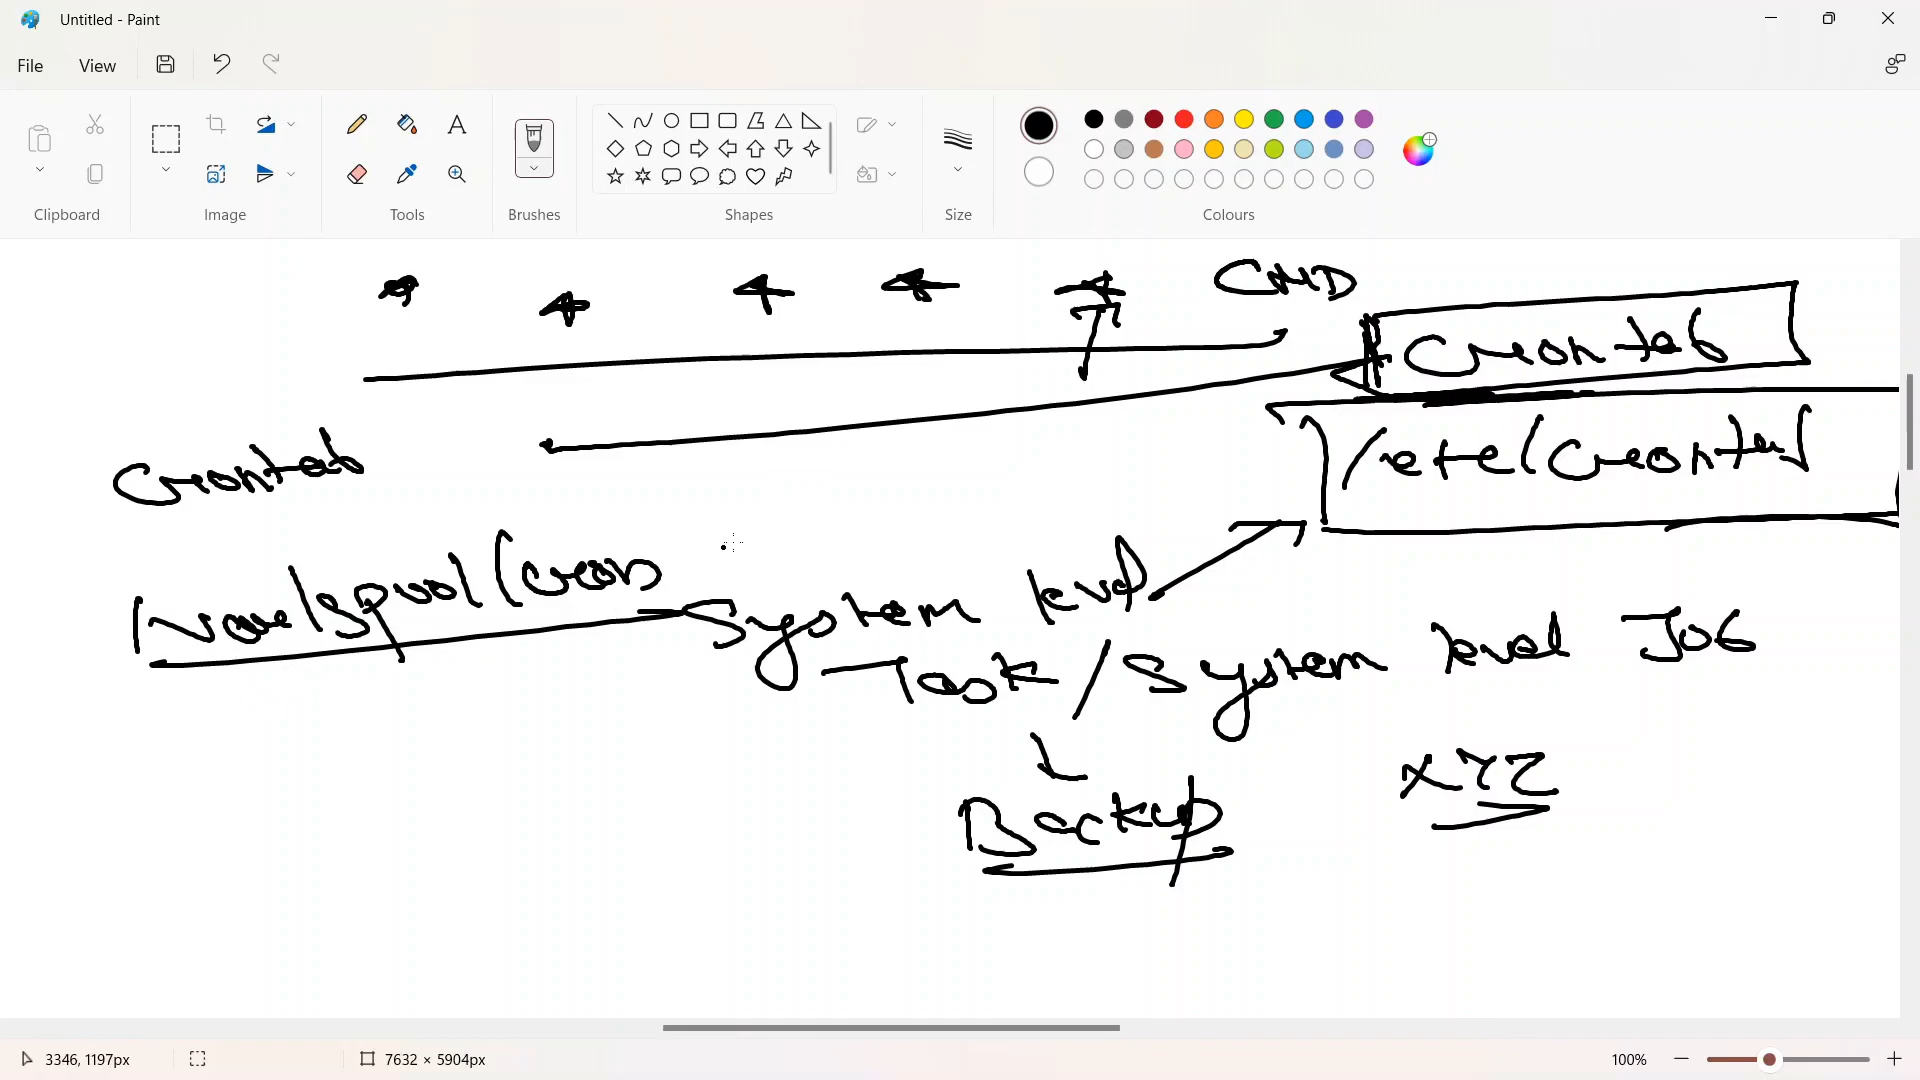 Untitled - Paint
File View
Clipboard Image Tools Brushes Shapes Size Colours
* * * * * CMD
Crontab
/etc/crontab
Crontab
/var/spool/cron
System level
Task / System level Job
XYZ
Backup
3346, 1197px 7632 × 5904px 100%